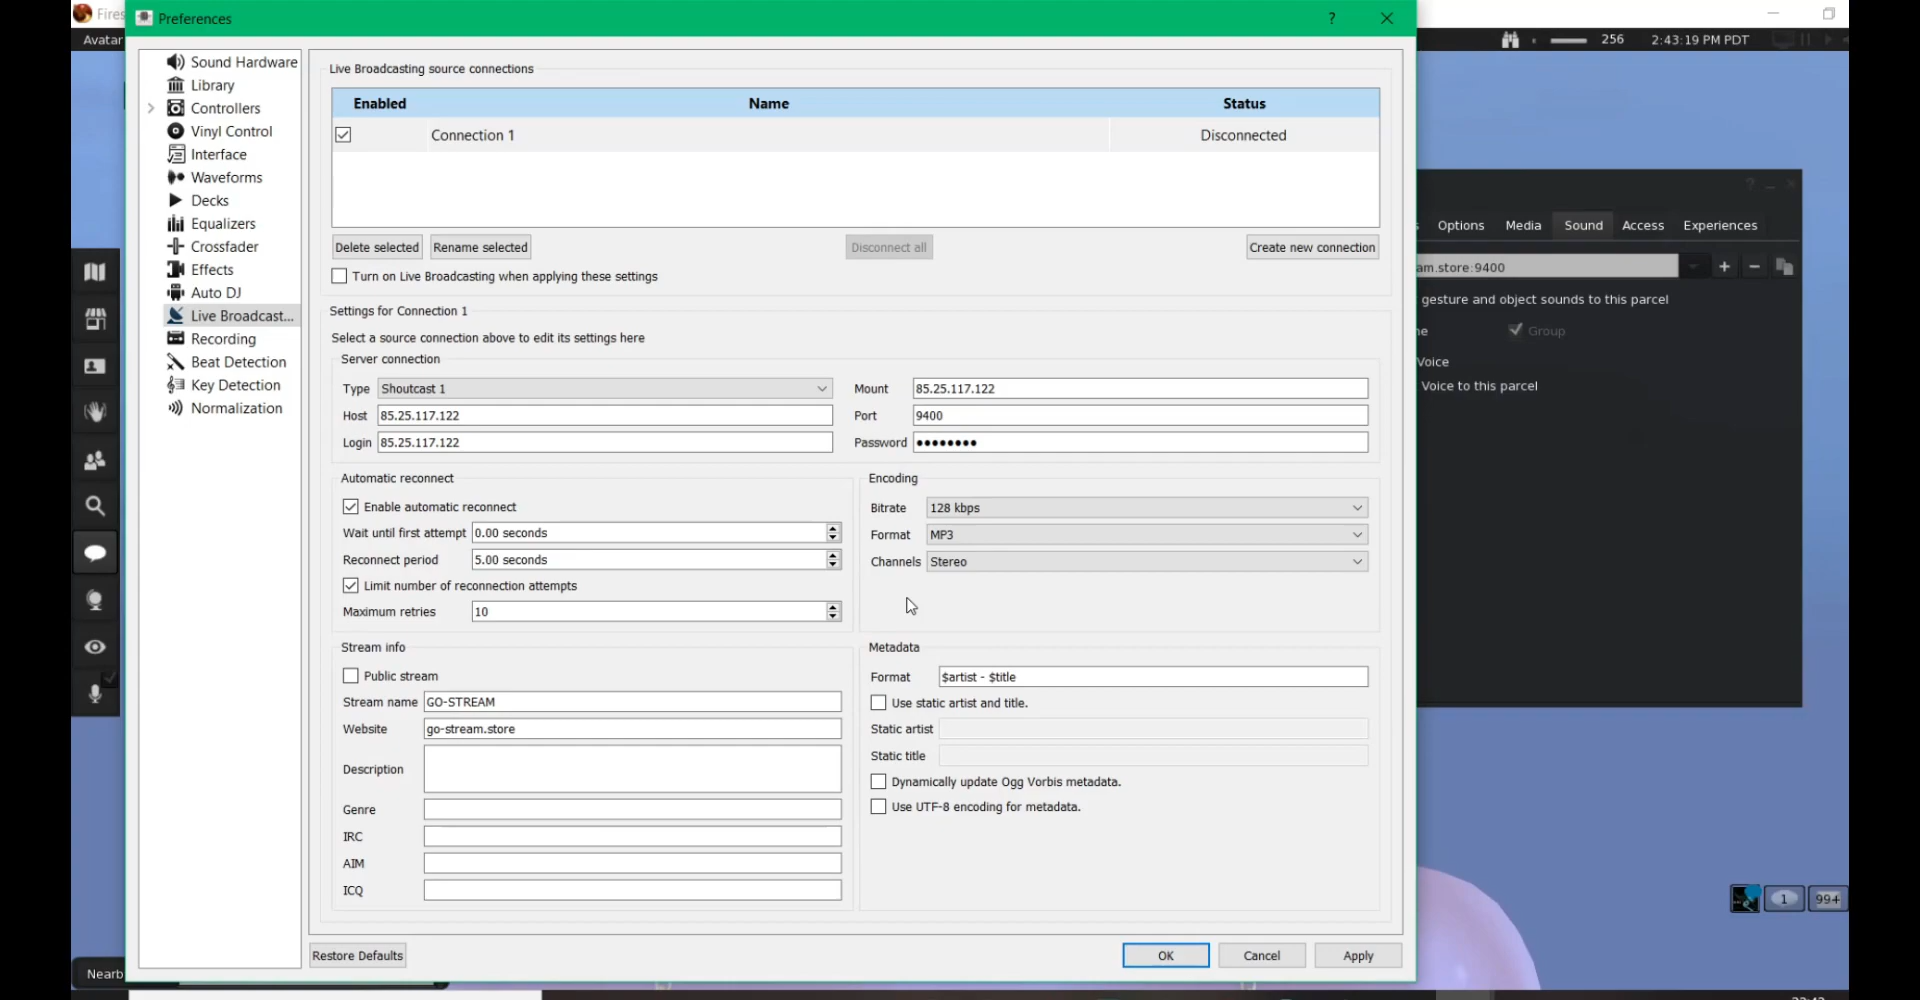 Fires
Preferences
?
Avatar
256
2:43:19 PM PDT
Sound Hardware
Library
Controllers
Vinyl Control
Interface
Waveforms
Decks
Equalizers
Crossfader
Effects
Auto DJ
Live Broadcast...
Recording
Beat Detection
Key Detection
Normalization
Live Broadcasting source connections
Enabled Name Status
Connection 1 Disconnected
Delete selected Rename selected Disconnect all Create new connection
Turn on Live Broadcasting when applying these settings
Settings for Connection 1
Select a source connection above to edit its settings here
Server connection
Type Shoutcast 1 Mount 85.25.117.122
Host 85.25.117.122 Port 9400
Login 85.25.117.122 Password ••••••••
Automatic reconnect
Enable automatic reconnect
Wait until first attempt 0.00 seconds
Reconnect period 5.00 seconds
Limit number of reconnection attempts
Maximum retries 10
Encoding
Bitrate 128 kbps
Format MP3
Channels Stereo
Stream info
Public stream
Stream name GO-STREAM
Website go-stream.store
Description
Genre
IRC
AIM
ICQ
Metadata
Format $artist - $title
Use static artist and title.
Static artist
Static title
Dynamically update Ogg Vorbis metadata.
Use UTF-8 encoding for metadata.
Restore Defaults OK Cancel Apply
s Options Media Sound Access Experiences
am.store:9400
gesture and object sounds to this parcel
ne Group
Voice
Voice to this parcel
1 99+
Nearb